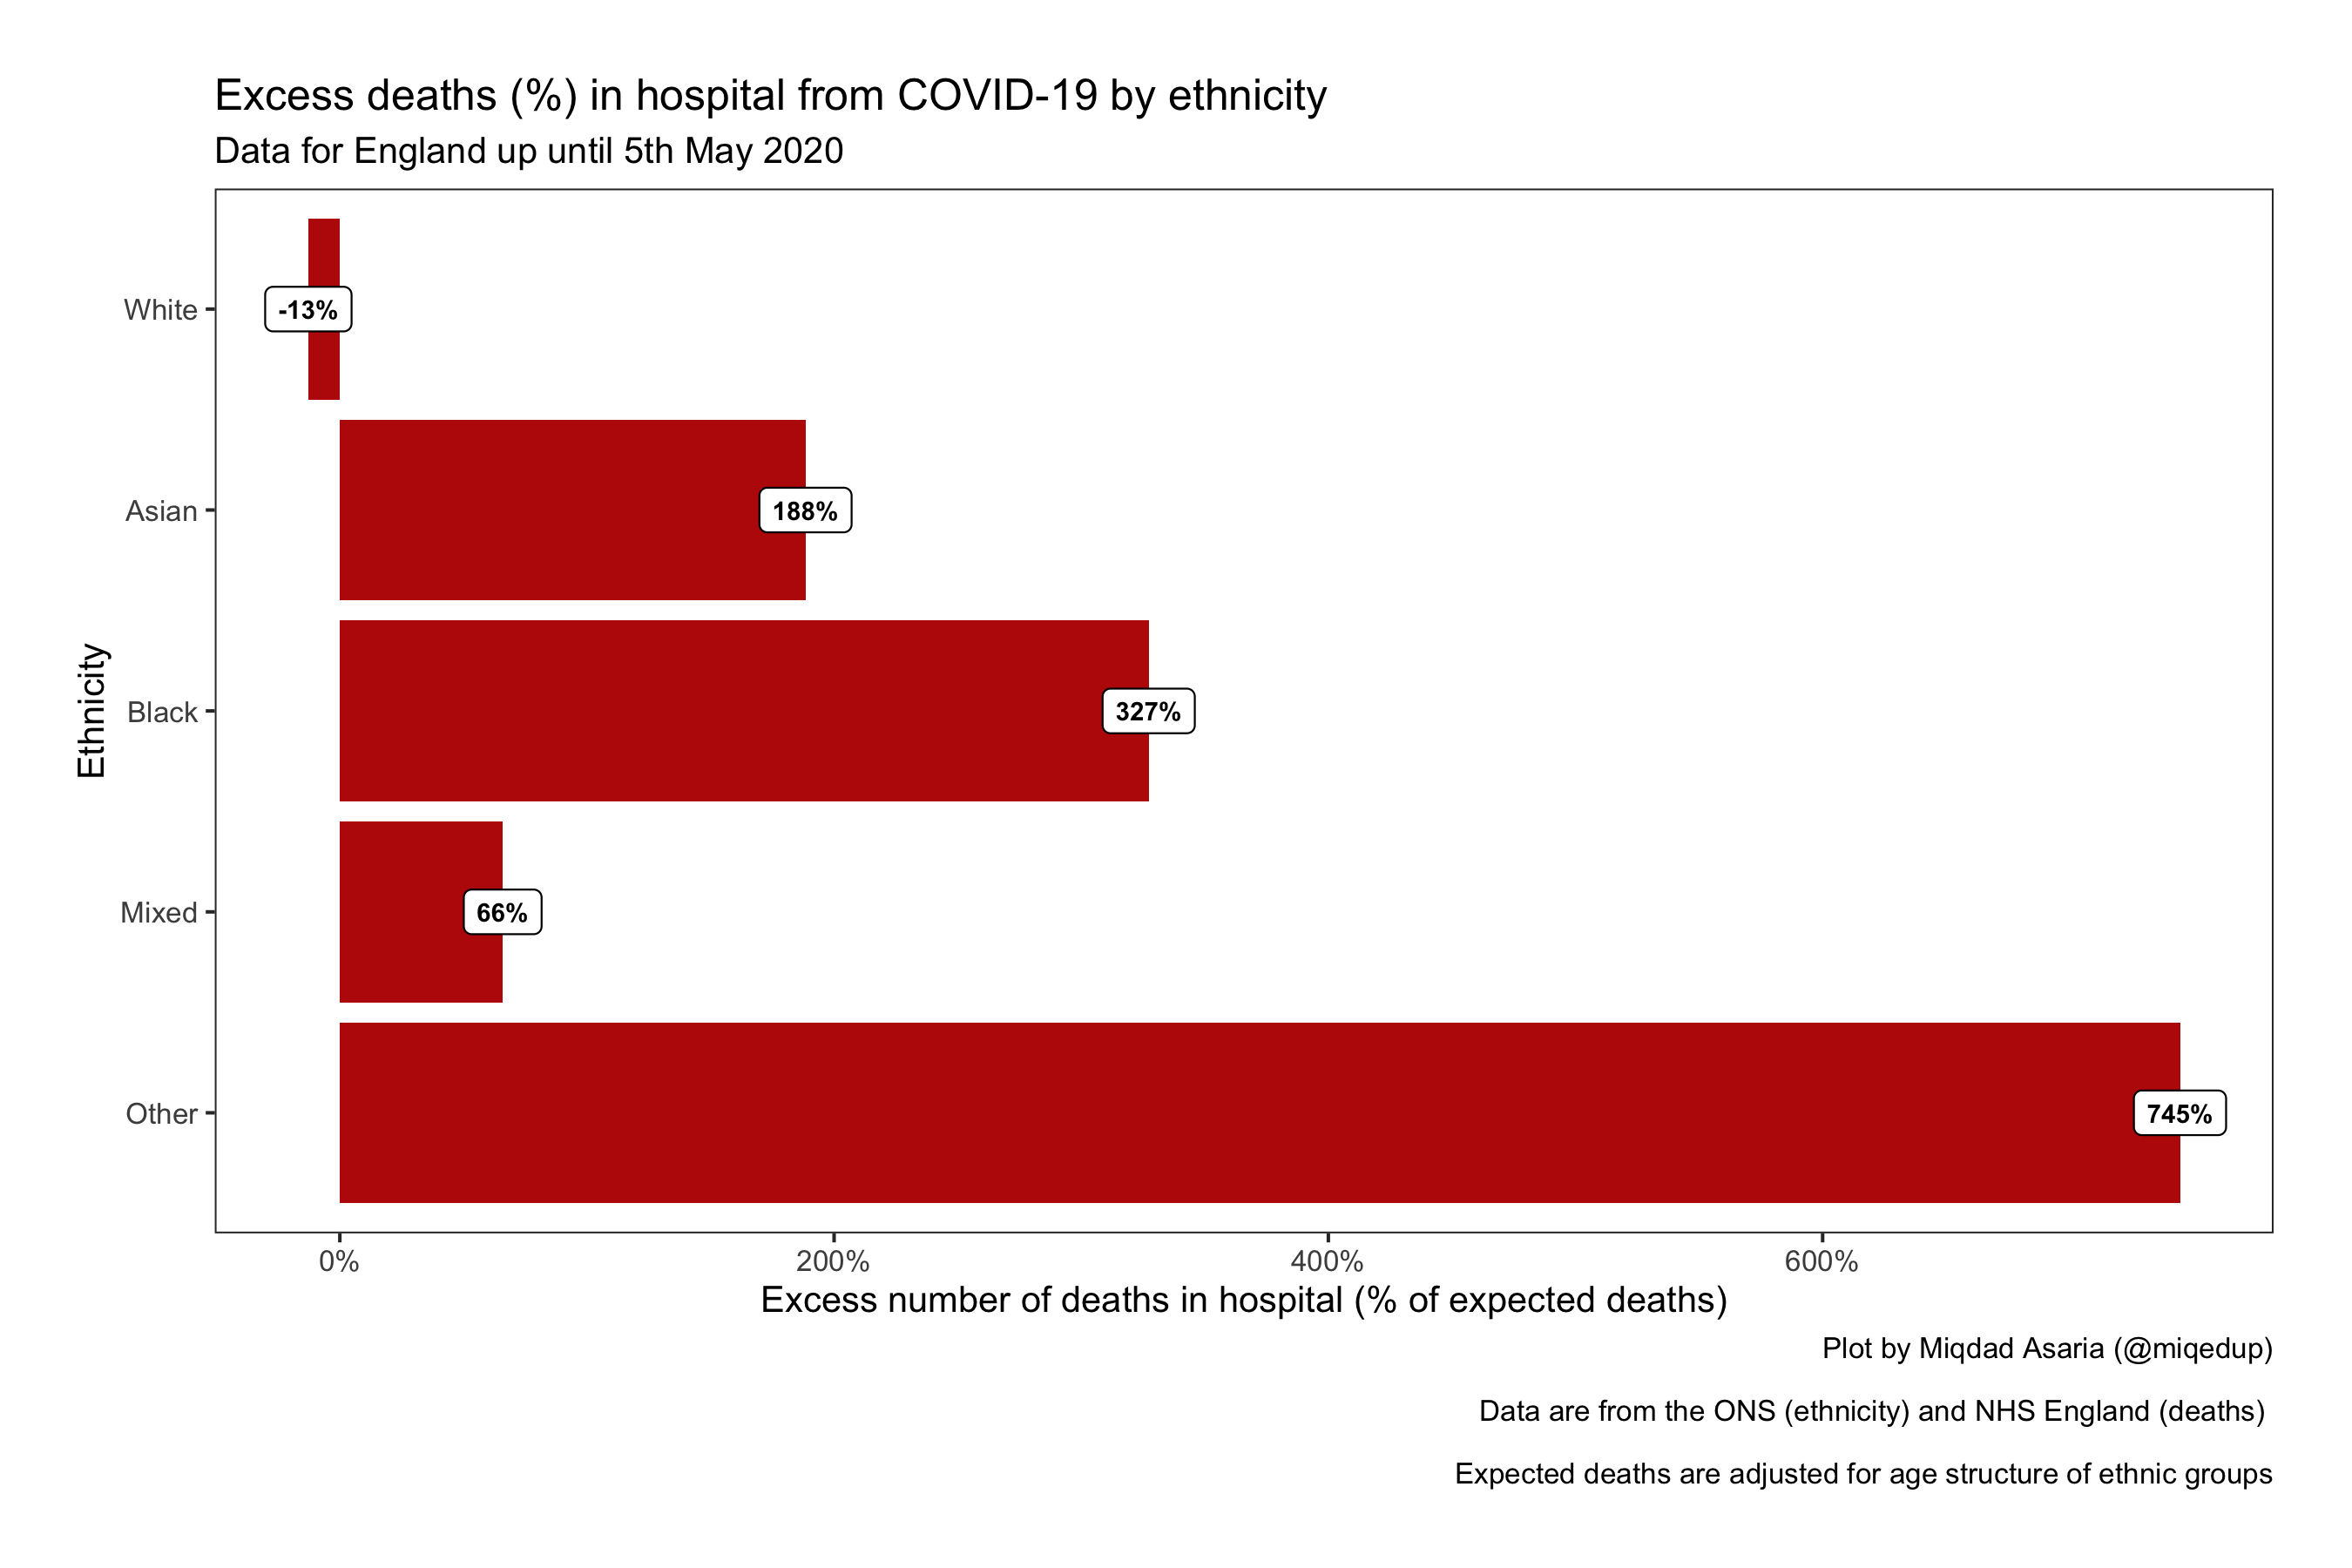 Excess deaths (%) in hospital from COVID-19 by ethnicity
Data for England up until 5th May 2020
Ethnicity
White
-13%
Asian
188%
Black
327%
Mixed
66%
Other
745%
0%
200%
400%
600%
Excess number of deaths in hospital (% of expected deaths)
Plot by Miqdad Asaria (@miqedup)
Data are from the ONS (ethnicity) and NHS England (deaths)
Expected deaths are adjusted for age structure of ethnic groups